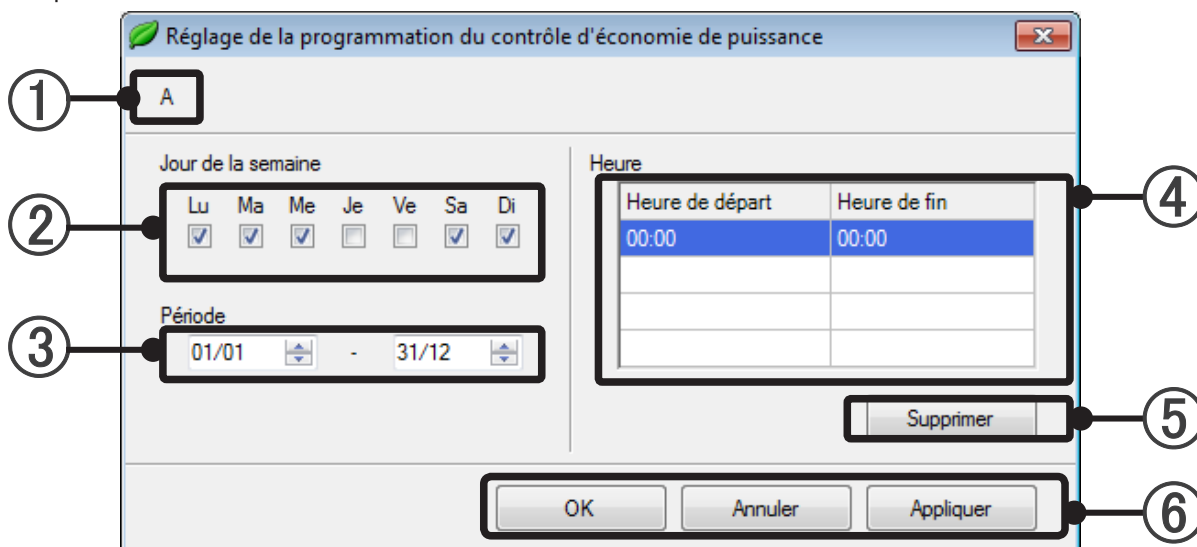 Réglage de la programmation du contrôle d'économie de puissance
① A
Jour de la semaine
② Lu Ma Me Je Ve Sa Di
Période
③ 01/01 - 31/12
Heure
④ Heure de départ Heure de fin
00:00 00:00
⑤ Supprimer
⑥ OK Annuler Appliquer